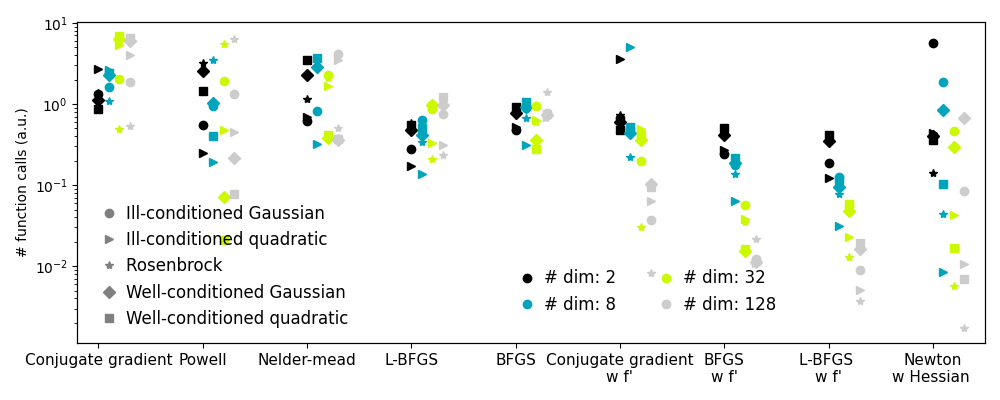 10¹
10⁰
10⁻¹
10⁻²
# function calls (a.u.)
Ill-conditioned Gaussian
Ill-conditioned quadratic
Rosenbrock
Well-conditioned Gaussian
Well-conditioned quadratic
# dim: 2
# dim: 8
# dim: 32
# dim: 128
Conjugate gradient
Powell
Nelder-mead
L-BFGS
BFGS
Conjugate gradient
w f'
BFGS
w f'
L-BFGS
w f'
Newton
w Hessian